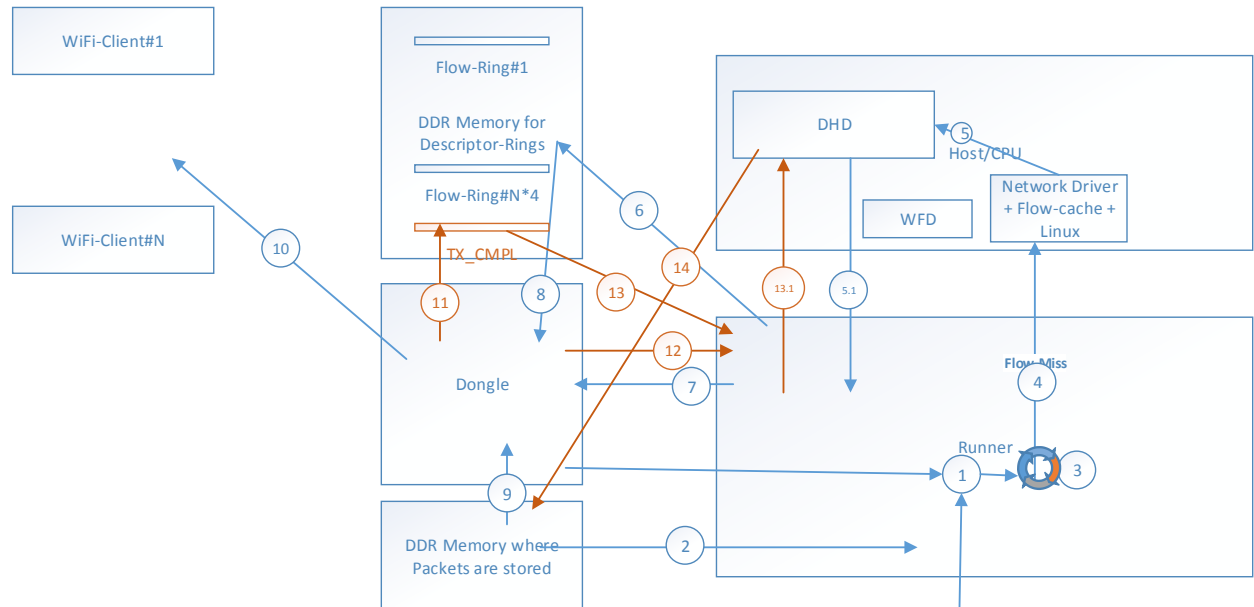 WiFi-Client#1
WiFi-Client#N
10
Flow-Ring#1
DDR Memory for
Descriptor-Rings
Flow-Ring#N*4
TX_CMPL
11
8
13
6
14
12
7
Dongle
9
DDR Memory where
Packets are stored
2
DHD
5
Host/CPU
Network Driver
+ Flow-cache +
Linux
WFD
13.1
5.1
Flow-Miss
4
Runner
1
3